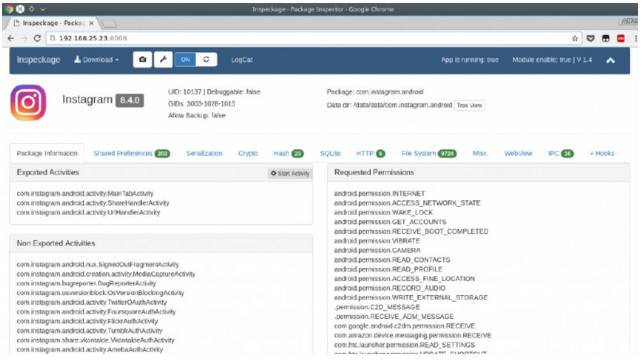 Inspeckage - Package Inspector - Google Chrome
Inspeckage - Packag
192.168.25.23:8008
Inspeckage Download ON LogCat App is running: true Module enable: true | V 1.4
Instagram 8.4.0
UID: 10137 | Debuggable: false
GIDs: 3003-1028-1015
Allow Backup: false
Package: com.instagram.android
Data dir: /data/data/com.instagram.android Tree View
Package Information Shared Preferences 203 Serialization Crypto Hash 23 SQLite HTTP 6 File System 9726 Misc. WebView IPC 16 + Hooks
Exported Activities Start Activity
com.instagram.android.activity.MainTabActivity
com.instagram.android.activity.ShareHandlerActivity
com.instagram.android.activity.UrlHandlerActivity
Non Exported Activities
com.instagram.android.nux.SignedOutFragmentActivity
com.instagram.android.creation.activity.MediaCaptureActivity
com.instagram.bugreporter.BugReporterActivity
com.instagram.osversionblock.OsVersionBlockingActivity
com.instagram.android.activity.TwitterOAuthActivity
com.instagram.android.activity.FoursquareAuthActivity
com.instagram.android.activity.FlickrAuthActivity
com.instagram.android.activity.TumblrAuthActivity
com.instagram.share.vkontakte.VkontakteAuthActivity
com.instagram.android.activity.AmebaAuthActivity
Requested Permissions
android.permission.INTERNET
android.permission.ACCESS_NETWORK_STATE
android.permission.WAKE_LOCK
android.permission.GET_ACCOUNTS
android.permission.RECEIVE_BOOT_COMPLETED
android.permission.VIBRATE
android.permission.CAMERA
android.permission.READ_CONTACTS
android.permission.READ_PROFILE
android.permission.ACCESS_FINE_LOCATION
android.permission.RECORD_AUDIO
android.permission.WRITE_EXTERNAL_STORAGE
.permission.C2D_MESSAGE
.permission.RECEIVE_ADM_MESSAGE
com.google.android.c2dm.permission.RECEIVE
com.amazon.device.messaging.permission.RECEIVE
com.htc.launcher.permission.READ_SETTINGS
com.htc.launcher.permission.UPDATE_SHORTCUT